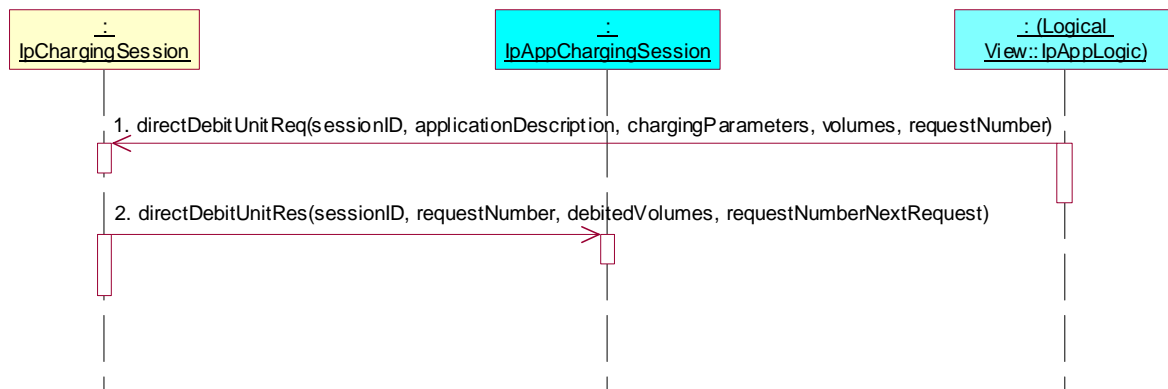 :
IpChargingSession
:
IpAppChargingSession
: (Logical
View::IpAppLogic)
1. directDebitUnitReq(sessionID, applicationDescription, chargingParameters, volumes, requestNumber)
2. directDebitUnitRes(sessionID, requestNumber, debitedVolumes, requestNumberNextRequest)